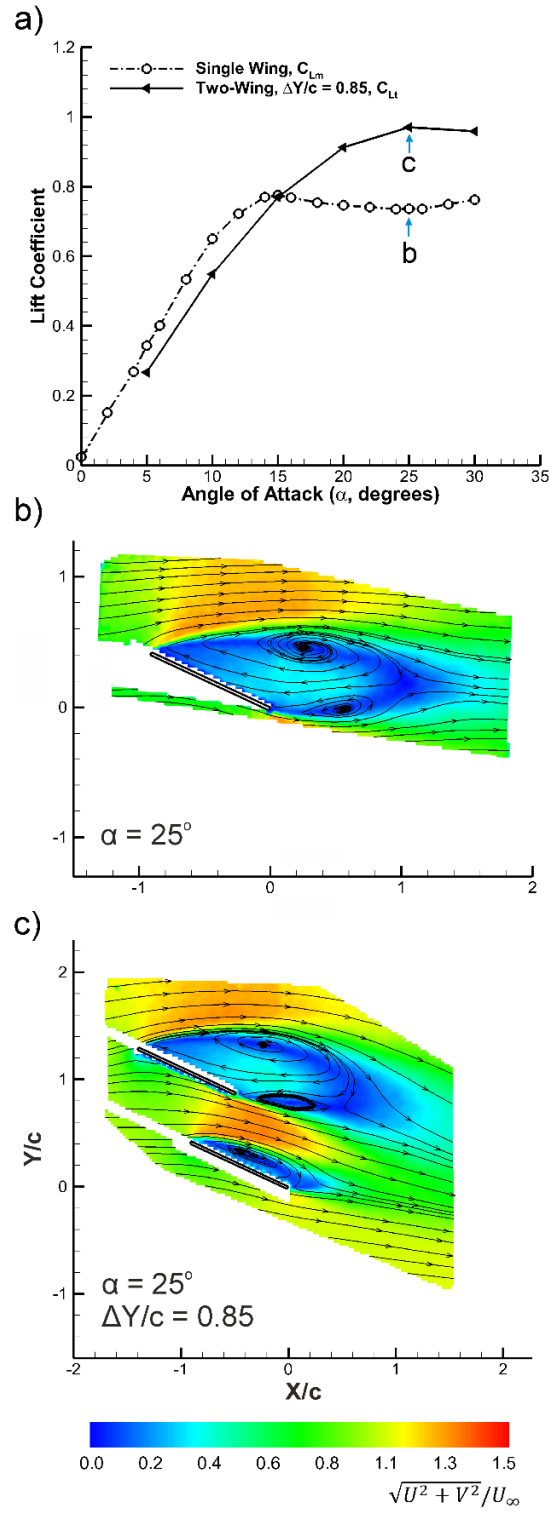 a)
1.2
Single Wing, C_Lm
Two-Wing, ΔY/c = 0.85, C_Lt
1
c
0.8
b
0.6
0.4
0.2
0
0 5 10 15 20 25 30 35
Lift Coefficient
Angle of Attack (α, degrees)
b)
1
0
-1
α = 25°
-1 0 1 2
c)
2
1
0
-1
Y/c
α = 25°
ΔY/c = 0.85
-2 -1 0 1 2
X/c
0.0 0.2 0.4 0.6 0.8 1.1 1.3 1.5
√U² + V²/U∞